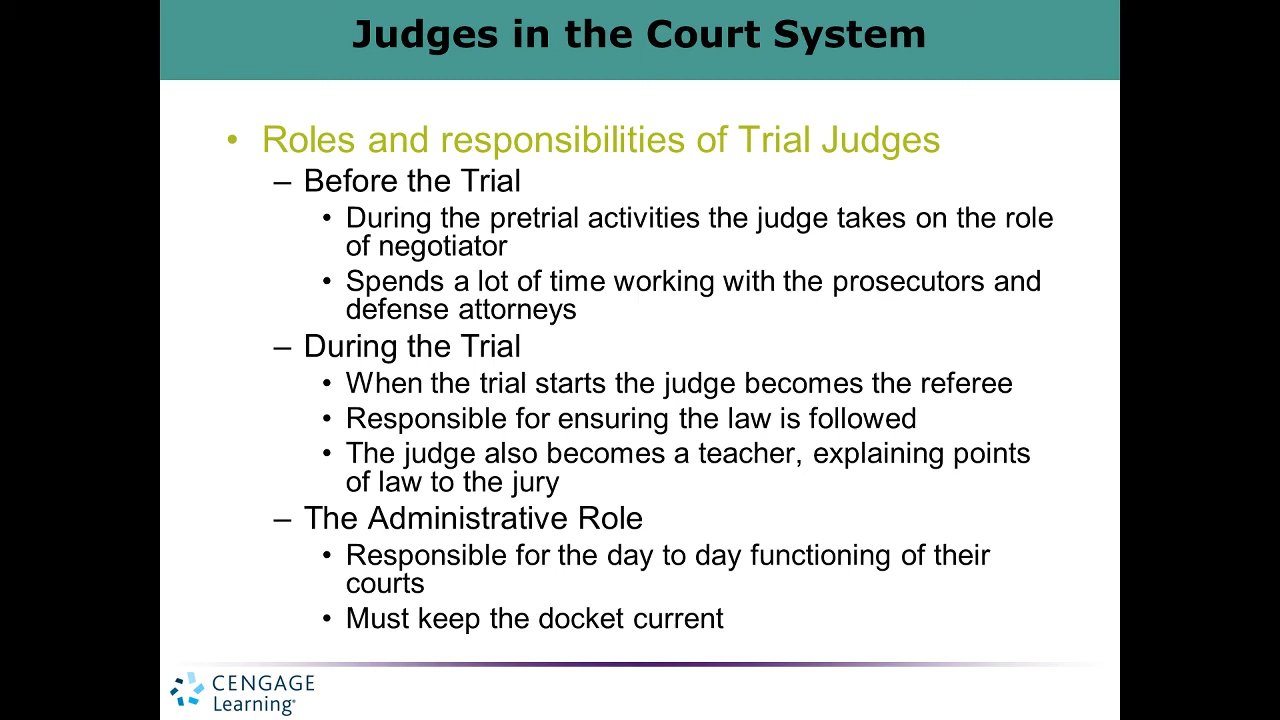 Judges in the Court System
• Roles and responsibilities of Trial Judges
– Before the Trial
• During the pretrial activities the judge takes on the role
of negotiator
• Spends a lot of time working with the prosecutors and
defense attorneys
– During the Trial
• When the trial starts the judge becomes the referee
• Responsible for ensuring the law is followed
• The judge also becomes a teacher, explaining points
of law to the jury
– The Administrative Role
• Responsible for the day to day functioning of their
courts
• Must keep the docket current
CENGAGE
Learning®